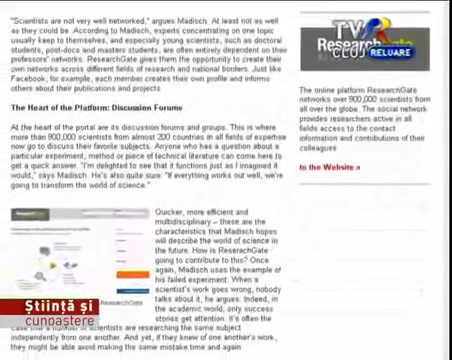 "Scientists are not very well networked," argues Madisch. At least not as well
as they could be. According to Madisch, experts concentrating on one topic
usually keep to themselves, and especially young scientists, such as doctoral
students, post-docs and masters students, are often entirely dependent on their
professors' networks. ResearchGate gives them the opportunity to create their
own networks across different fields of research and national borders. Just like
Facebook, for example, each member creates their own profile and informs
others about their publications and projects
The Heart of the Platform: Discussion Forums
At the heart of the portal are its discussion forums and groups. This is where
more than 900,000 scientists from almost 200 countries in all fields of expertise
now go to discuss their favorite subjects. Anyone who has a question about a
particular experiment, method or piece of technical literature can come here to
get a quick answer. "I'm delighted to see that it functions just as I imagined it
would," says Madisch. He's also quite sure: "If everything works out well, we're
going to transform the world of science."
Quicker, more efficient and
multidisciplinary – these are the
characteristics that Madisch hopes
will describe the world of science in
the future. How is ReserachGate
going to contribute to this? Once
again, Madisch uses the example of
his failed experiment: When a
scientist's work goes wrong, nobody
talks about it, he argues. Indeed, in
the academic world, only success
stories get attention. It's often the
case that a number of scientists are researching the same subject
independently from one another. And yet, if they knew of one another's work,
they might be able avoid making the same mistake time and again
ResearchGate
Știință și
cunoastere
TVR
Research
CLUJ RELUARE
The online platform ResearchGate
networks over 900,000 scientists from
all over the globe. The social network
provides researchers active in all
fields access to the contact
information and contributions of their
colleagues
to the Website »